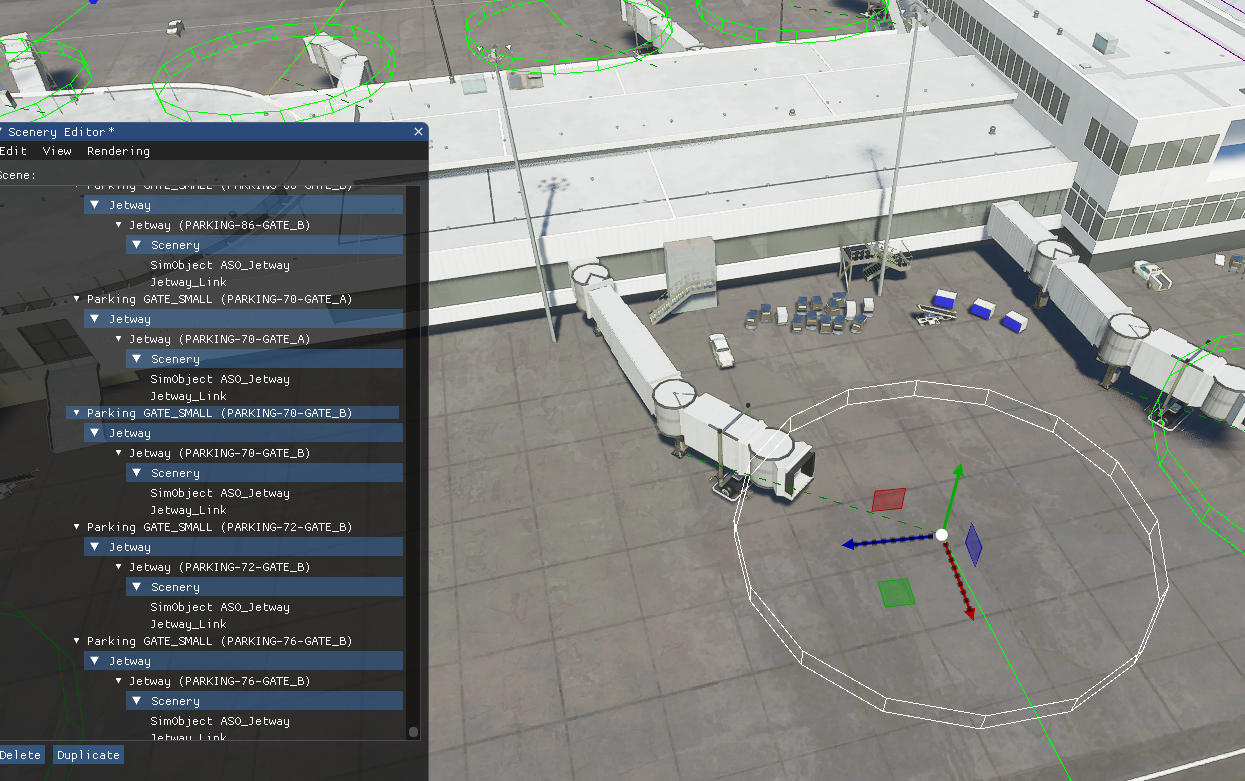 Scenery Editor*
Edit View Rendering
Scene:
Parking GATE_SMALL (PARKING-86-GATE_B)
Jetway
Jetway (PARKING-86-GATE_B)
Scenery
SimObject ASO_Jetway
Jetway_Link
Parking GATE_SMALL (PARKING-70-GATE_A)
Jetway
Jetway (PARKING-70-GATE_A)
Scenery
SimObject ASO_Jetway
Jetway_Link
Parking GATE_SMALL (PARKING-70-GATE_B)
Jetway
Jetway (PARKING-70-GATE_B)
Scenery
SimObject ASO_Jetway
Jetway_Link
Parking GATE_SMALL (PARKING-72-GATE_B)
Jetway
Jetway (PARKING-72-GATE_B)
Scenery
SimObject ASO_Jetway
Jetway_Link
Parking GATE_SMALL (PARKING-76-GATE_B)
Jetway
Jetway (PARKING-76-GATE_B)
Scenery
SimObject ASO_Jetway
Jetway_Link
Delete Duplicate